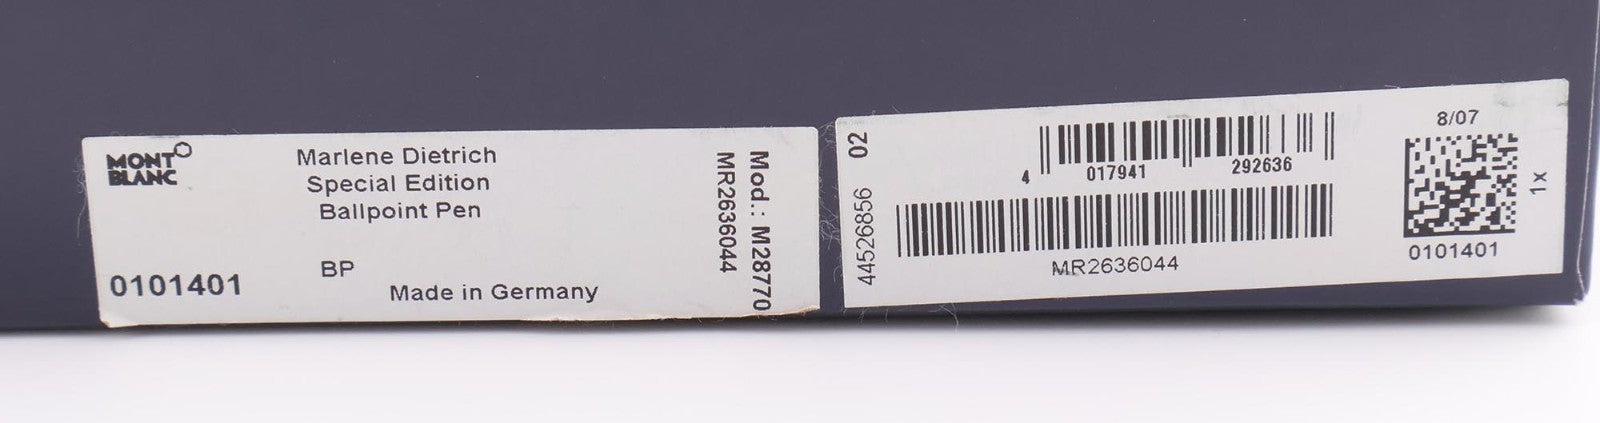 MONT
BLANC
Marlene Dietrich
Special Edition
Ballpoint Pen
0101401
BP
Made in Germany
Mod.: M28770
MR2636044
02
44526856
4 017941 292636
MR2636044
8/07
1x
0101401